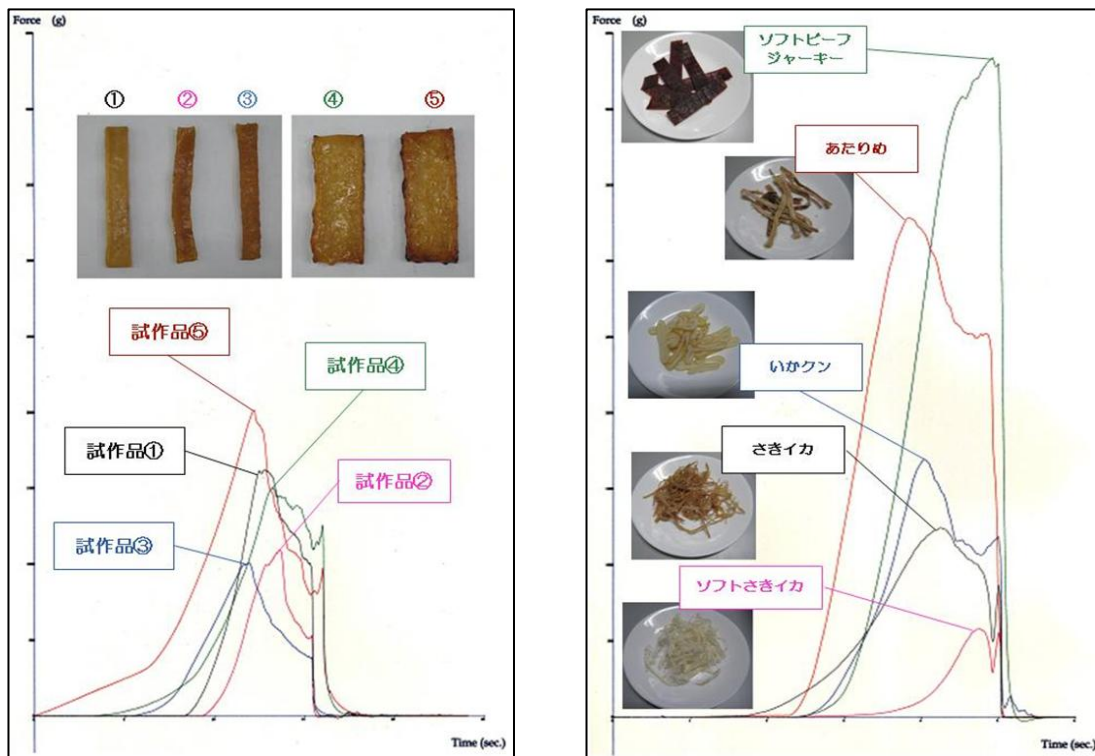 Force (g)
① ② ③ ④ ⑤
試作品⑤
試作品④
試作品①
試作品②
試作品③
Time (sec.)
Force (g)
ソフトビーフ
ジャーキー
あたりめ
いかクン
さきイカ
ソフトさきイカ
Time (sec.)